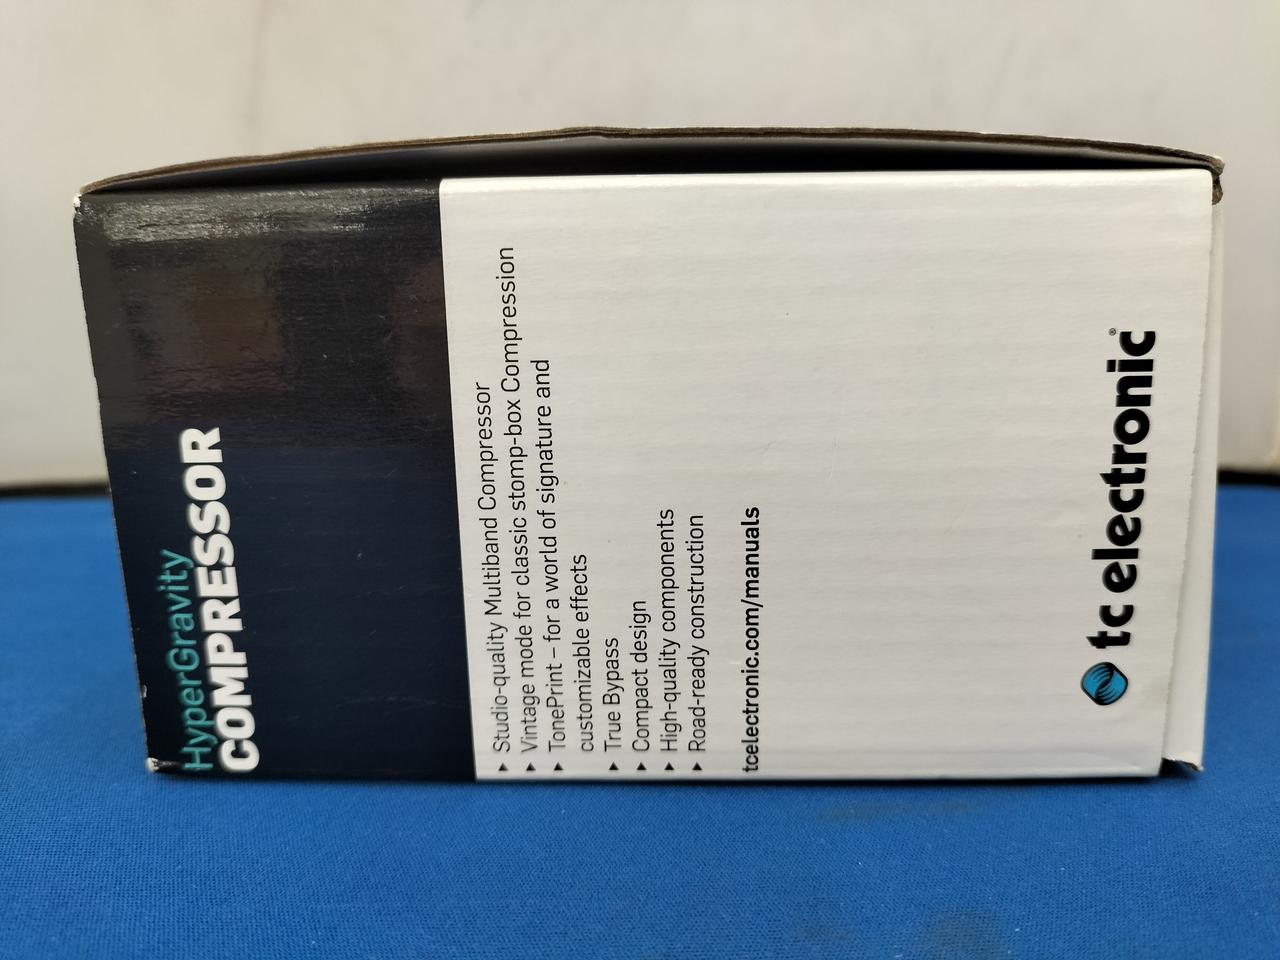 HyperGravity
COMPRESSOR
▸ Studio-quality Multiband Compressor
▸ Vintage mode for classic stomp-box Compression
▸ TonePrint – for a world of signature and
customizable effects
▸ True Bypass
▸ Compact design
▸ High-quality components
▸ Road-ready construction
tcelectronic.com/manuals
tc electronic®